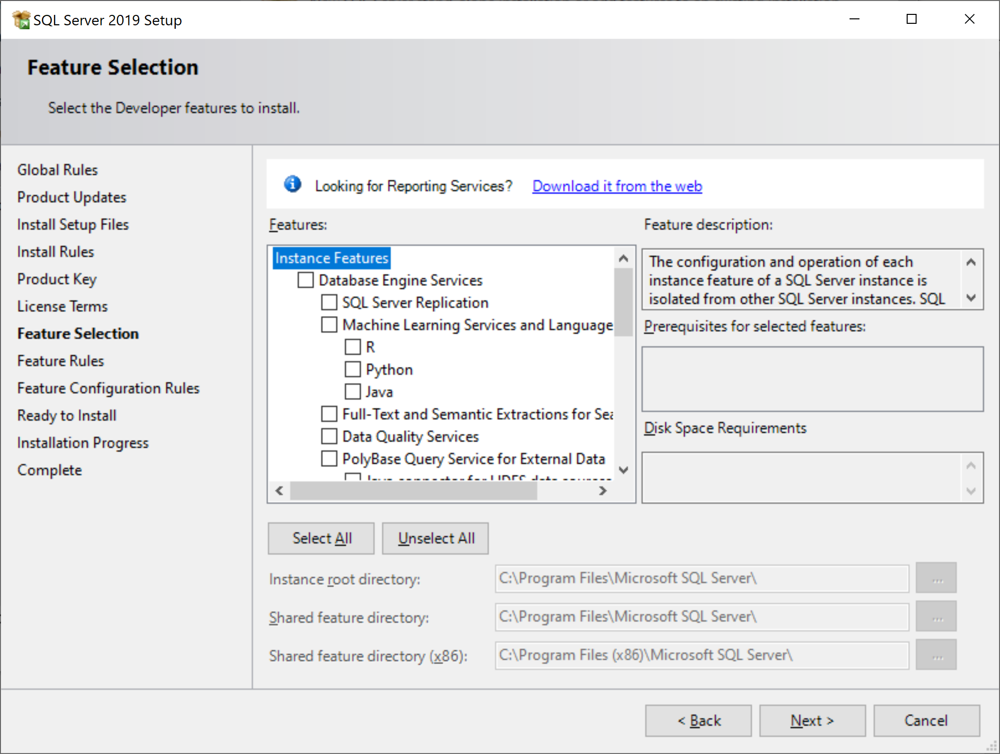 SQL Server 2019 Setup
Feature Selection
Select the Developer features to install.
Global Rules
Product Updates
Install Setup Files
Install Rules
Product Key
License Terms
Feature Selection
Feature Rules
Feature Configuration Rules
Ready to Install
Installation Progress
Complete
Looking for Reporting Services? Download it from the web
Features:
Instance Features
Database Engine Services
SQL Server Replication
Machine Learning Services and Language
R
Python
Java
Full-Text and Semantic Extractions for Sea
Data Quality Services
PolyBase Query Service for External Data
Java connector for HDFS data sources
Feature description:
The configuration and operation of each
instance feature of a SQL Server instance is
isolated from other SQL Server instances. SQL
Prerequisites for selected features:
Disk Space Requirements
Select All
Unselect All
Instance root directory: C:\Program Files\Microsoft SQL Server\ ...
Shared feature directory: C:\Program Files\Microsoft SQL Server\ ...
Shared feature directory (x86): C:\Program Files (x86)\Microsoft SQL Server\ ...
< Back
Next >
Cancel